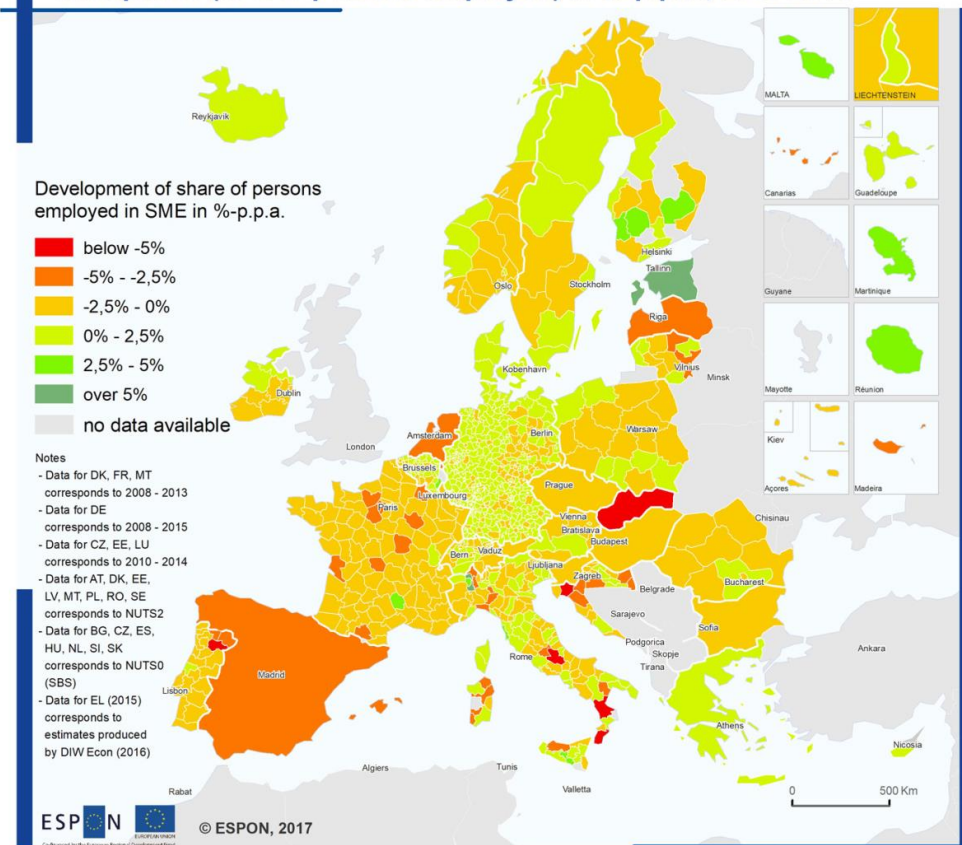 Reykjavik
Development of share of persons
employed in SME in %-p.p.a.
below -5%
-5% - -2,5%
-2,5% - 0%
0% - 2,5%
2,5% - 5%
over 5%
no data available
Notes
- Data for DK, FR, MT
corresponds to 2008 - 2013
- Data for DE
corresponds to 2008 - 2015
- Data for CZ, EE, LU
corresponds to 2010 - 2014
- Data for AT, DK, EE,
LV, MT, PL, RO, SE
corresponds to NUTS2
- Data for BG, CZ, ES,
HU, NL, SI, SK
corresponds to NUTS0
(SBS)
- Data for EL (2015)
corresponds to
estimates produced
by DIW Econ (2016)
Helsinki
Tallinn
Oslo
Stockholm
Riga
Vilnius
Minsk
Kobenhavn
Dublin
London
Amsterdam
Berlin
Warsaw
Brussels
Luxembourg
Prague
Paris
Vienna
Bratislava
Budapest
Chisinau
Bern
Vaduz
Ljubljana
Zagreb
Belgrade
Bucharest
Sarajevo
Sofia
Podgorica
Skopje
Tirana
Rome
Madrid
Lisbon
Ankara
Athens
Nicosia
Algiers
Tunis
Valletta
Rabat
MALTA
LIECHTENSTEIN
Canarias
Guadeloupe
Guyane
Martinique
Mayotte
Réunion
Kiev
Açores
Madeira
0 500 Km
ESPON
EUROPEAN UNION
© ESPON, 2017